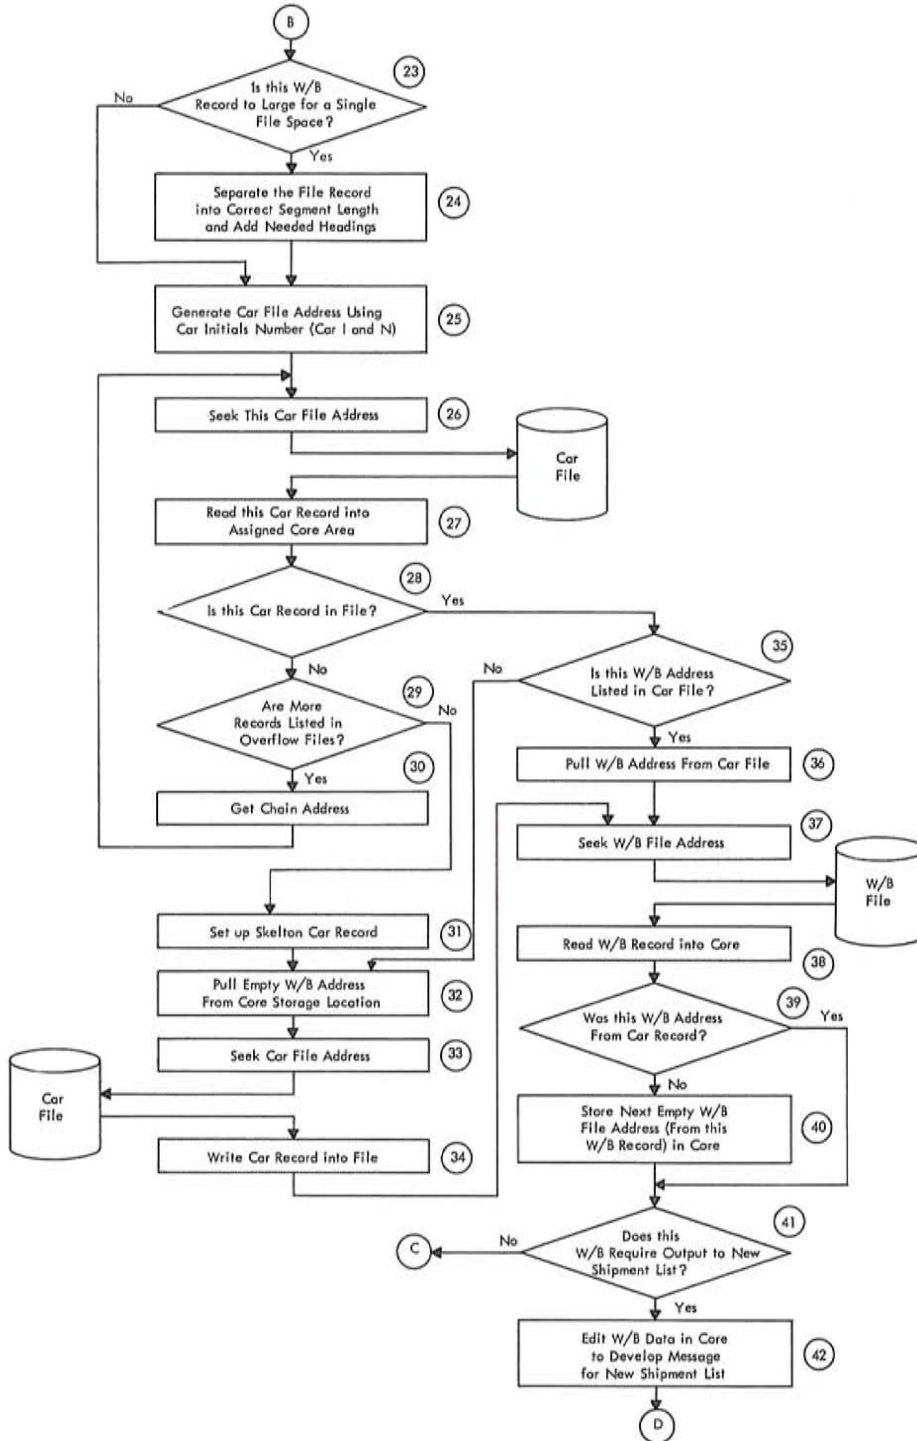 B
23
Is this W/B
Record to Large for a Single
File Space?
No
Yes
Separate the File Record
into Correct Segment Length
and Add Needed Headings
24
Generate Car File Address Using
Car Initials Number (Car I and N)
25
Seek This Car File Address
26
Car
File
Read this Car Record into
Assigned Core Area
27
28
Is this Car Record in File?
Yes
No
29
Are More
Records Listed in
Overflow Files?
No
Yes
30
Get Chain Address
Set up Skelton Car Record
31
Pull Empty W/B Address
From Core Storage Location
32
Seek Car File Address
33
Car
File
Write Car Record into File
34
35
No
Is this W/B Address
Listed in Car File?
Yes
Pull W/B Address From Car File
36
37
Seek W/B File Address
W/B
File
Read W/B Record into Core
38
39
Was this W/B Address
From Car Record?
Yes
No
Store Next Empty W/B
File Address (From this
W/B Record) in Core
40
41
Does this
W/B Require Output to New
Shipment List?
No
C
Yes
Edit W/B Data in Core
to Develop Message
for New Shipment List
42
D